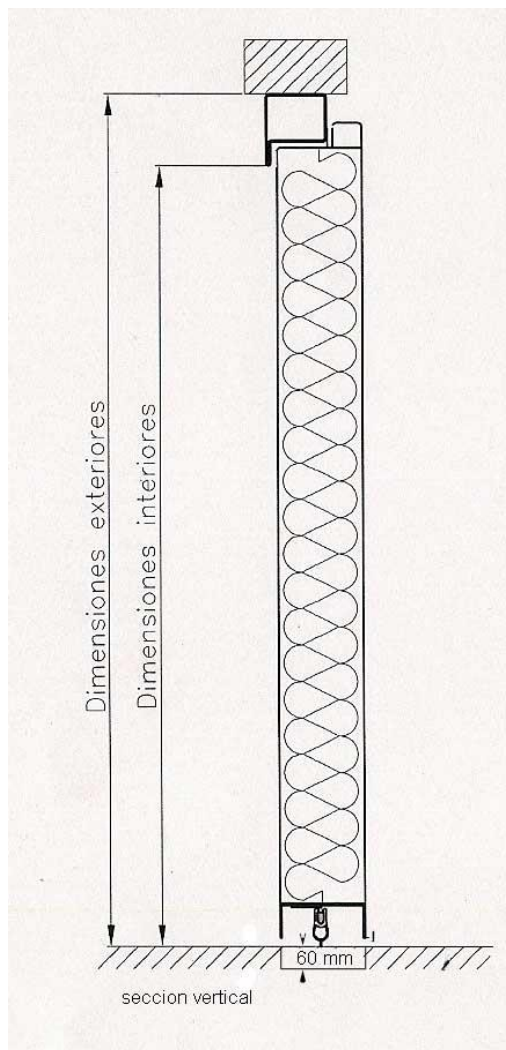 Dimensiones exteriores
Dimensiones interiores
60 mm
seccion vertical